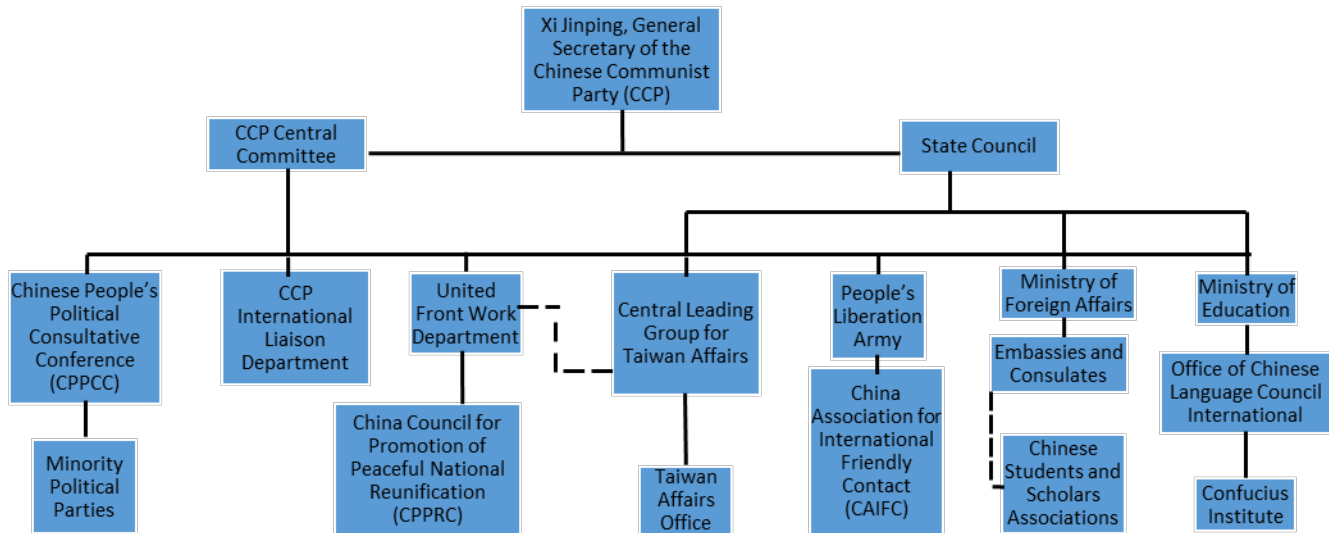 Xi Jinping, General
Secretary of the
Chinese Communist
Party (CCP)
CCP Central
Committee
State Council
Chinese People's
Political
Consultative
Conference
(CPPCC)
CCP
International
Liaison
Department
United
Front Work
Department
Central Leading
Group for
Taiwan Affairs
People's
Liberation
Army
Ministry of
Foreign Affairs
Ministry of
Education
Embassies and
Consulates
Office of Chinese
Language Council
International
Minority
Political
Parties
China Council for
Promotion of
Peaceful National
Reunification
(CPPRC)
Taiwan
Affairs
Office
China
Association for
International
Friendly
Contact
(CAIFC)
Chinese
Students and
Scholars
Associations
Confucius
Institute